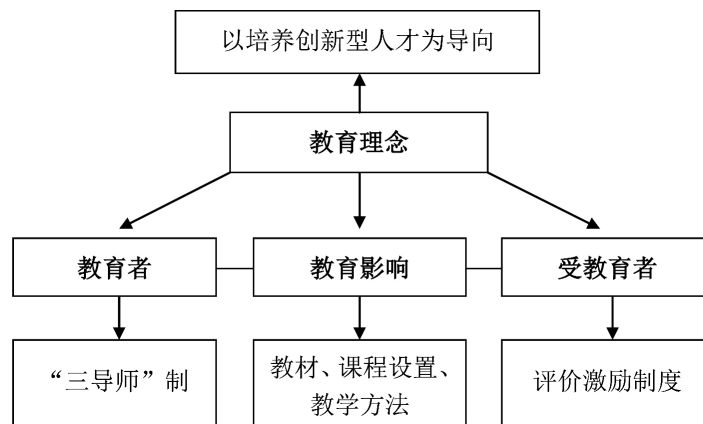 以培养创新型人才为导向
教育理念
教育者
教育影响
受教育者
“三导师”制
教材、课程设置、
教学方法
评价激励制度